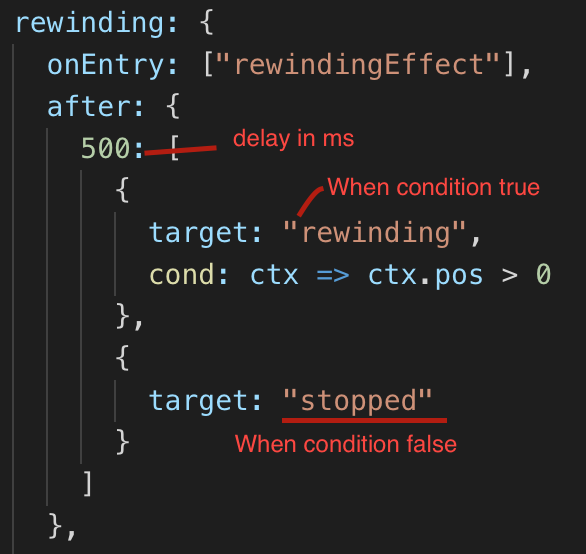 rewinding: {
onEntry: ["rewindingEffect"],
after: {
500: [
delay in ms
{
When condition true
target: "rewinding",
cond: ctx => ctx.pos > 0
},
{
target: "stopped"
}
When condition false
]
},